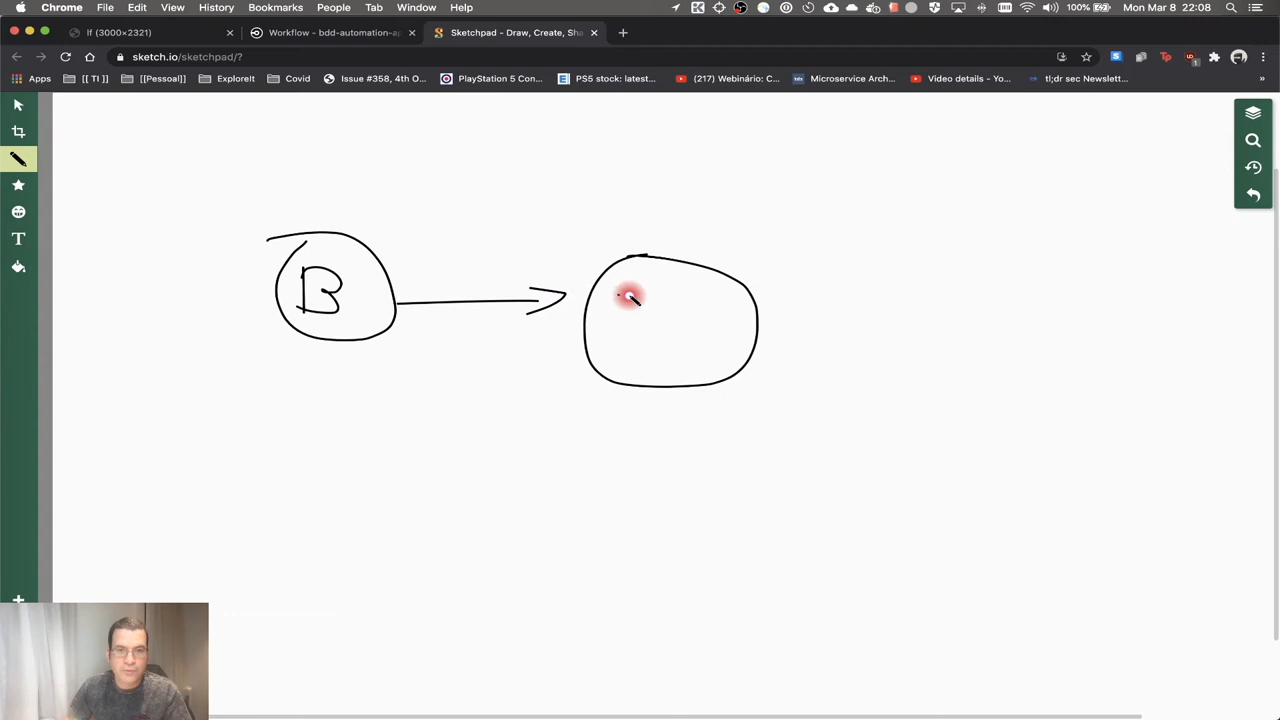 Chrome File Edit View History Bookmarks People Tab Window Help 100% Mon Mar 8 22:08
If (3000×2321) Workflow - bdd-automation-ap Sketchpad - Draw, Create, Sha
sketch.io/sketchpad/?
Apps [[ TI ]] [[Pessoal]] ExploreIt Covid Issue #358, 4th O... PlayStation 5 Con... PS5 stock: latest... (217) Webinário: C... Microservice Arch... Video details - Yo... tl;dr sec Newslett... »
T
B